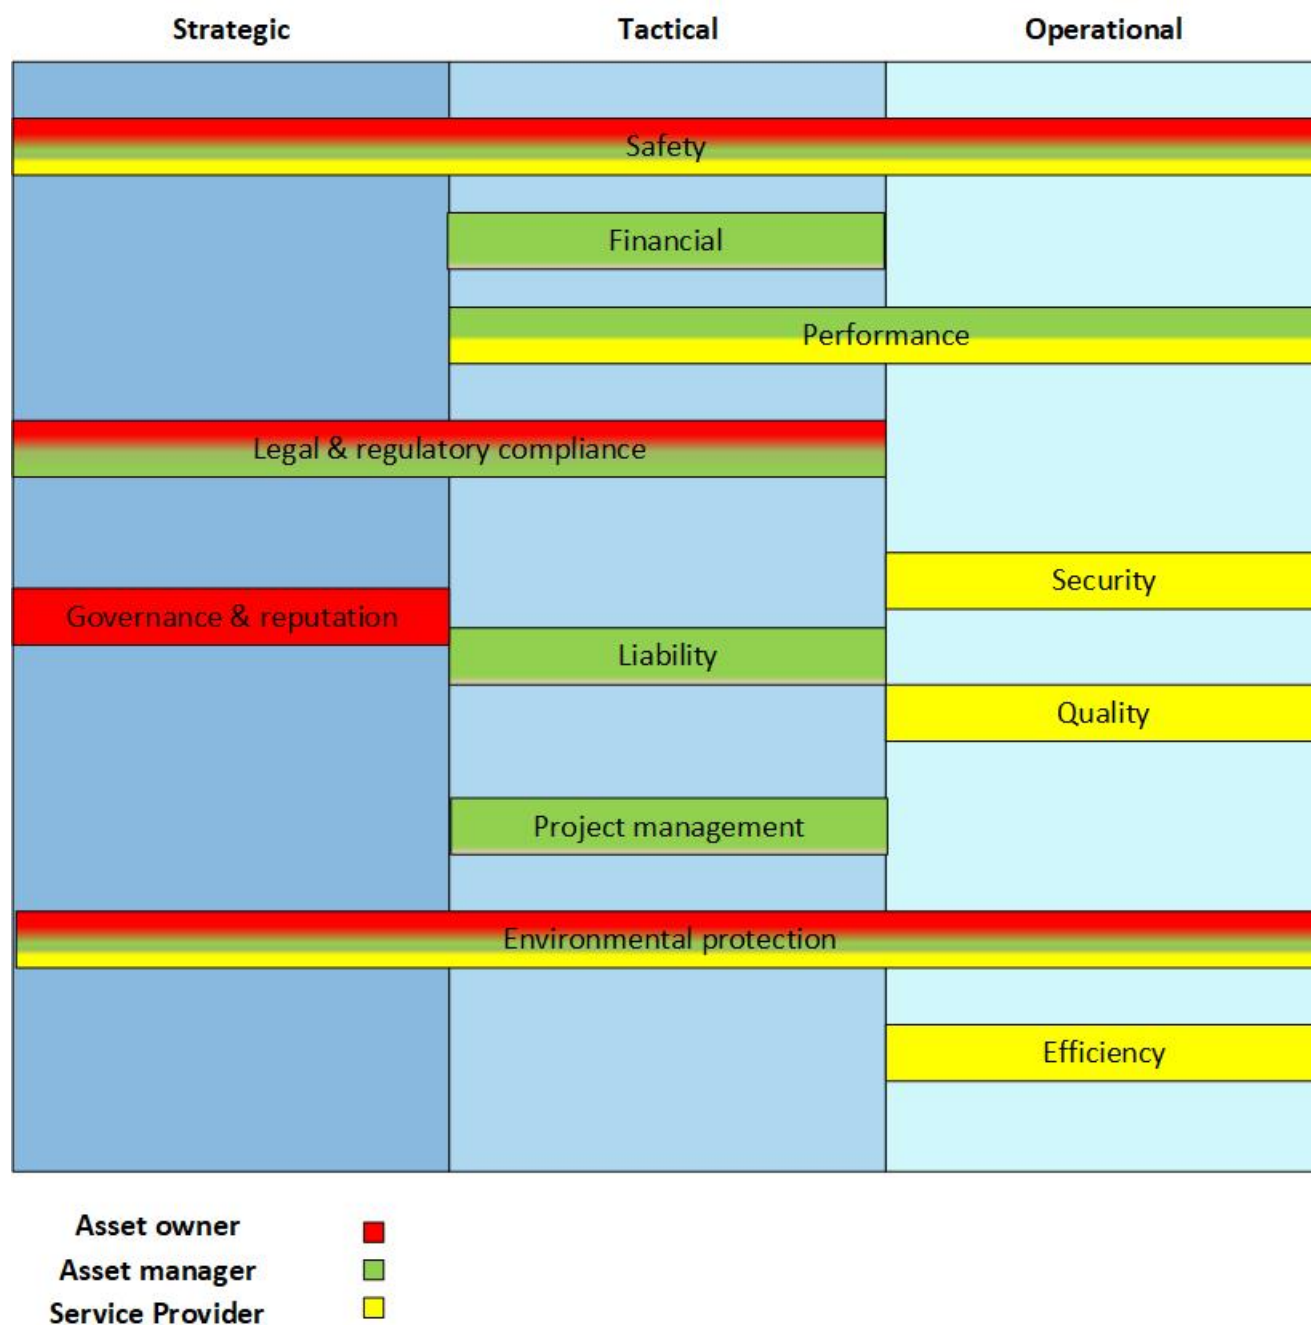 Strategic
Tactical
Operational
Safety
Financial
Performance
Legal & regulatory compliance
Security
Governance & reputation
Liability
Quality
Project management
Environmental protection
Efficiency
Asset owner
Asset manager
Service Provider